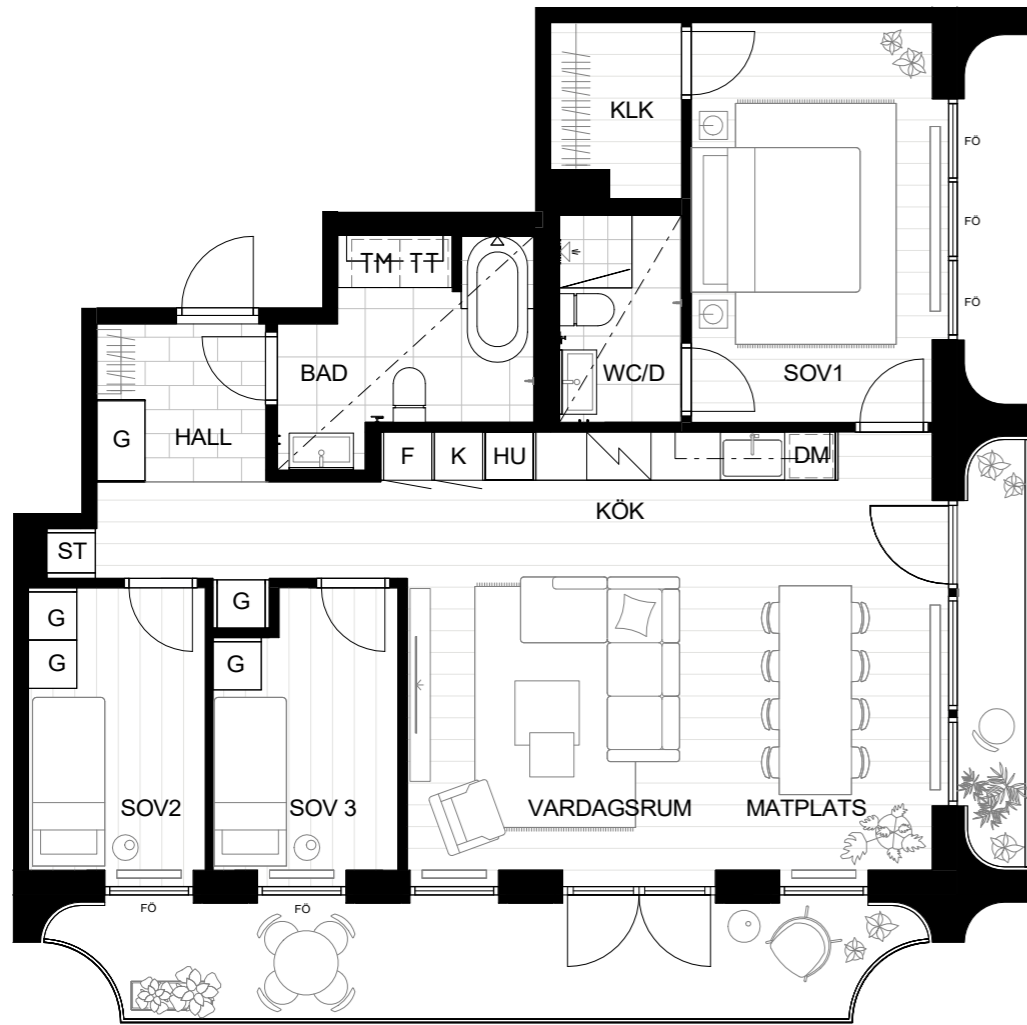 KLK
FÖ
FÖ
TM TT
FÖ
BAD
WC/D
SOV1
G
HALL
F
K
HU
DM
KÖK
ST
G
G
G
G
SOV2
SOV 3
VARDAGSRUM
MATPLATS
FÖ
FÖ